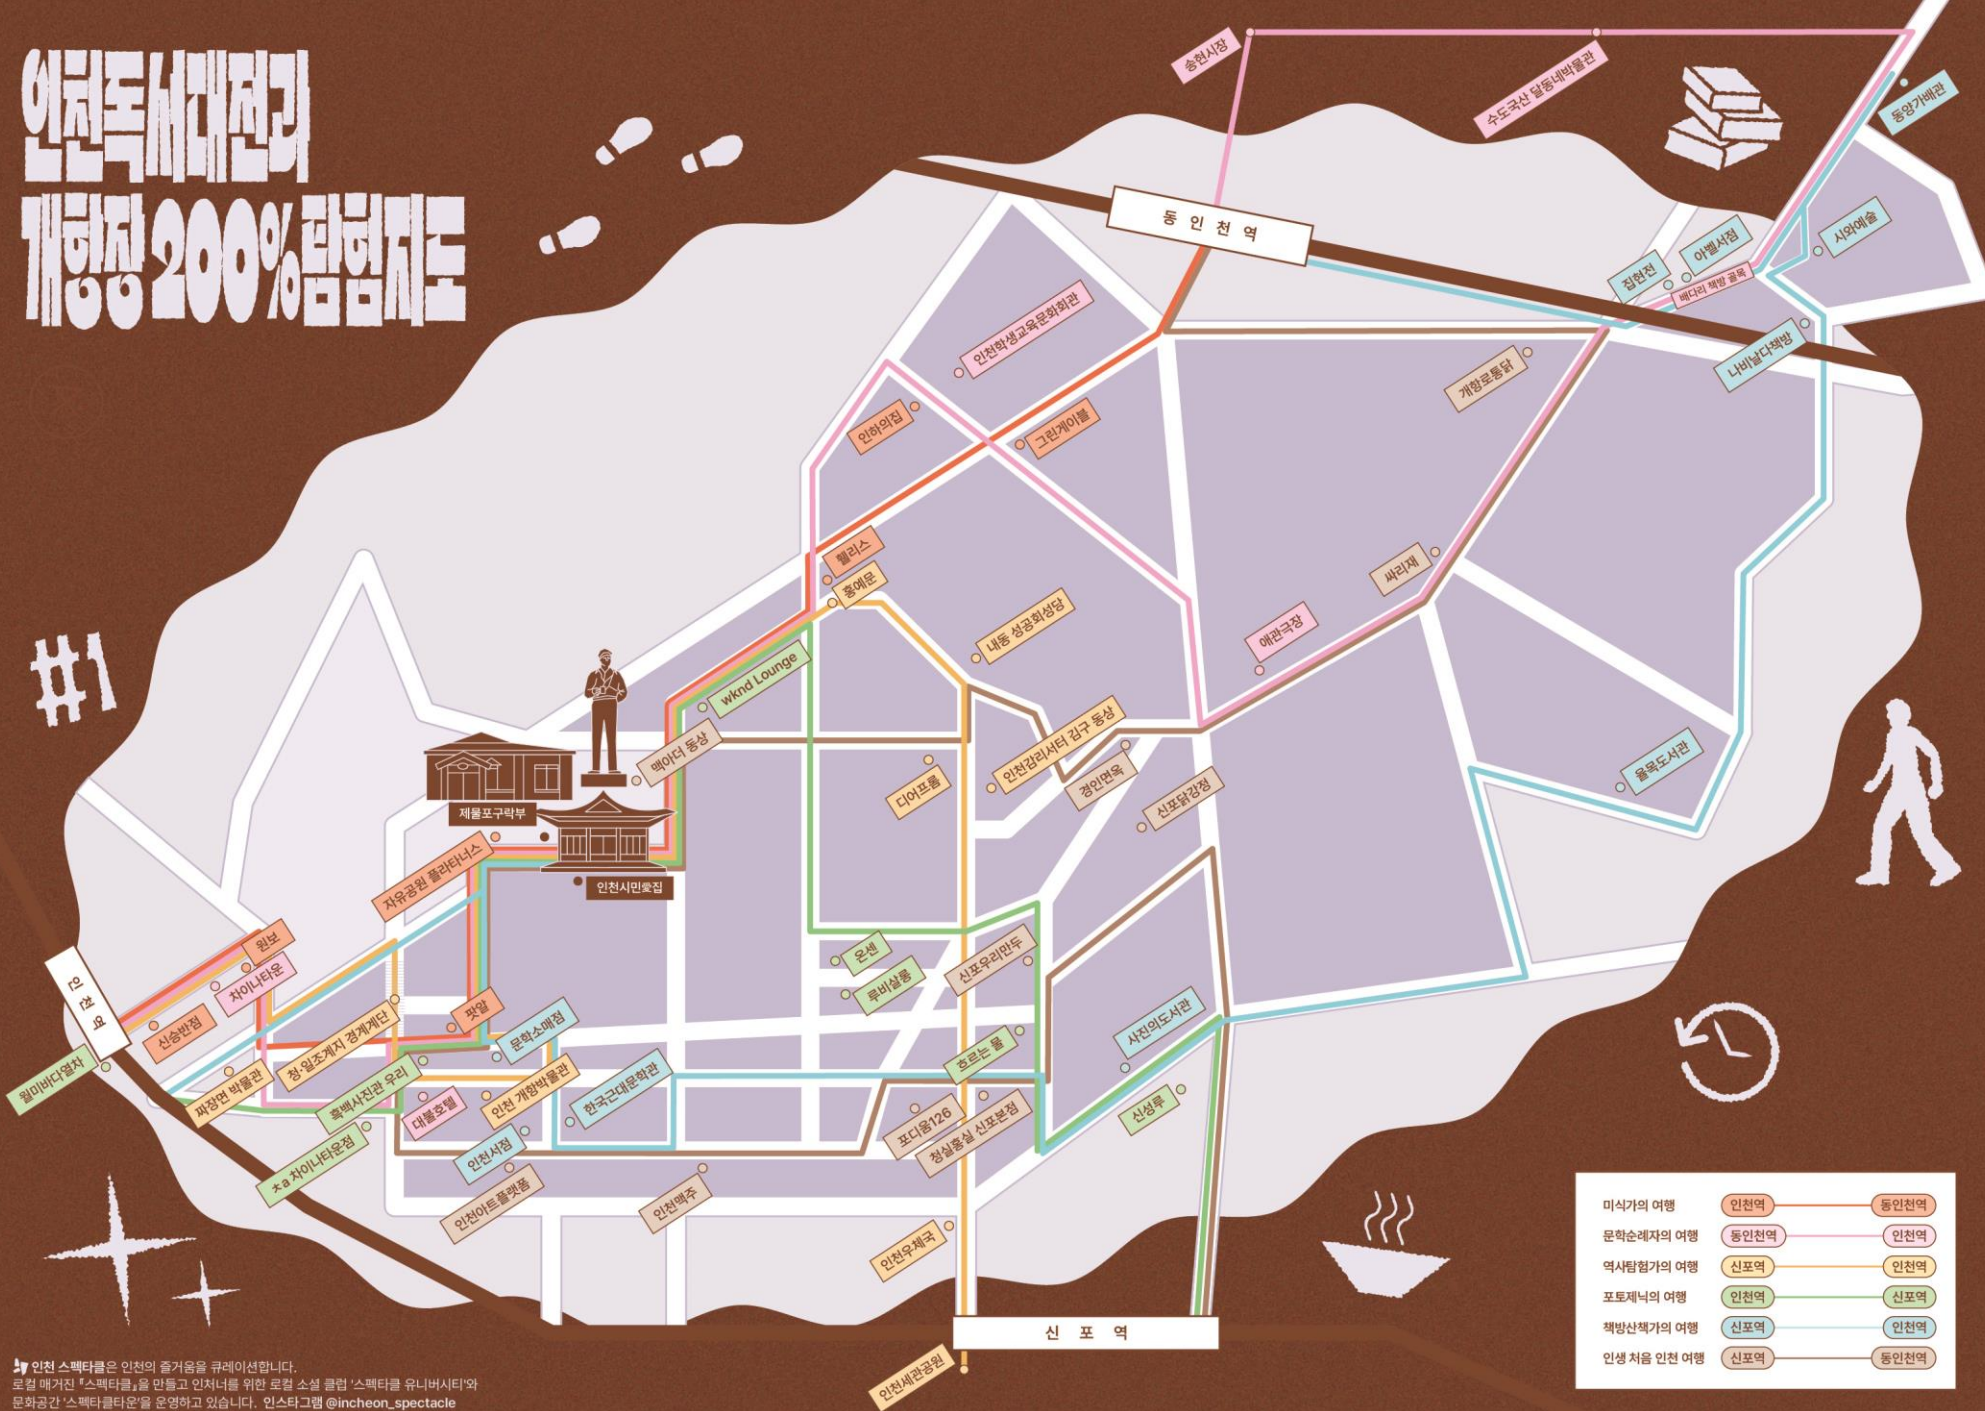 인천독서대전과
개항장 200% 탐험지도
송현시장
수도국산 달동네박물관
동양가배관
동인천역
시와예술
아벨서점
집현전
배다리 책방 골목
나비날다책방
인천학생교육문화회관
개항로통닭
인하의집
그린게이블
휄리스
홍예문
싸리재
내동 성공회성당
애관극장
wknd Lounge
#1
맥아더 동상
인천감리서터 김구 동상
디어프롬
경인면옥
신포닭강정
율목도서관
제물포구락부
자유공원 플라타너스
인천시민愛집
원보
차이나타운
인천역
신승반점
온센
루비살롱
신포우리만두
팟알
문학소매점
청·일조계지 경계계단
사진의도서관
흐르는 물
월미바다열차
짜장면 박물관
흑백사진관 우리
대불호텔
인천 개항박물관
한국근대문학관
신성루
포디움126
청실홍실 신포본점
ㅊa 차이나타운점
인천서점
인천아트플랫폼
인천맥주
인천우체국
신포역
인천세관공원
미식가의 여행 인천역 동인천역
문학순례자의 여행 동인천역 인천역
역사탐험가의 여행 신포역 인천역
포토제닉의 여행 인천역 신포역
책방산책가의 여행 신포역 인천역
인생 처음 인천 여행 신포역 동인천역
인천 스펙타클은 인천의 즐거움을 큐레이션합니다.
로컬 매거진 『스펙타클』을 만들고 인처너를 위한 로컬 소셜 클럽 '스펙타클 유니버시티'와
문화공간 '스펙타클타운'을 운영하고 있습니다. 인스타그램 @incheon_spectacle